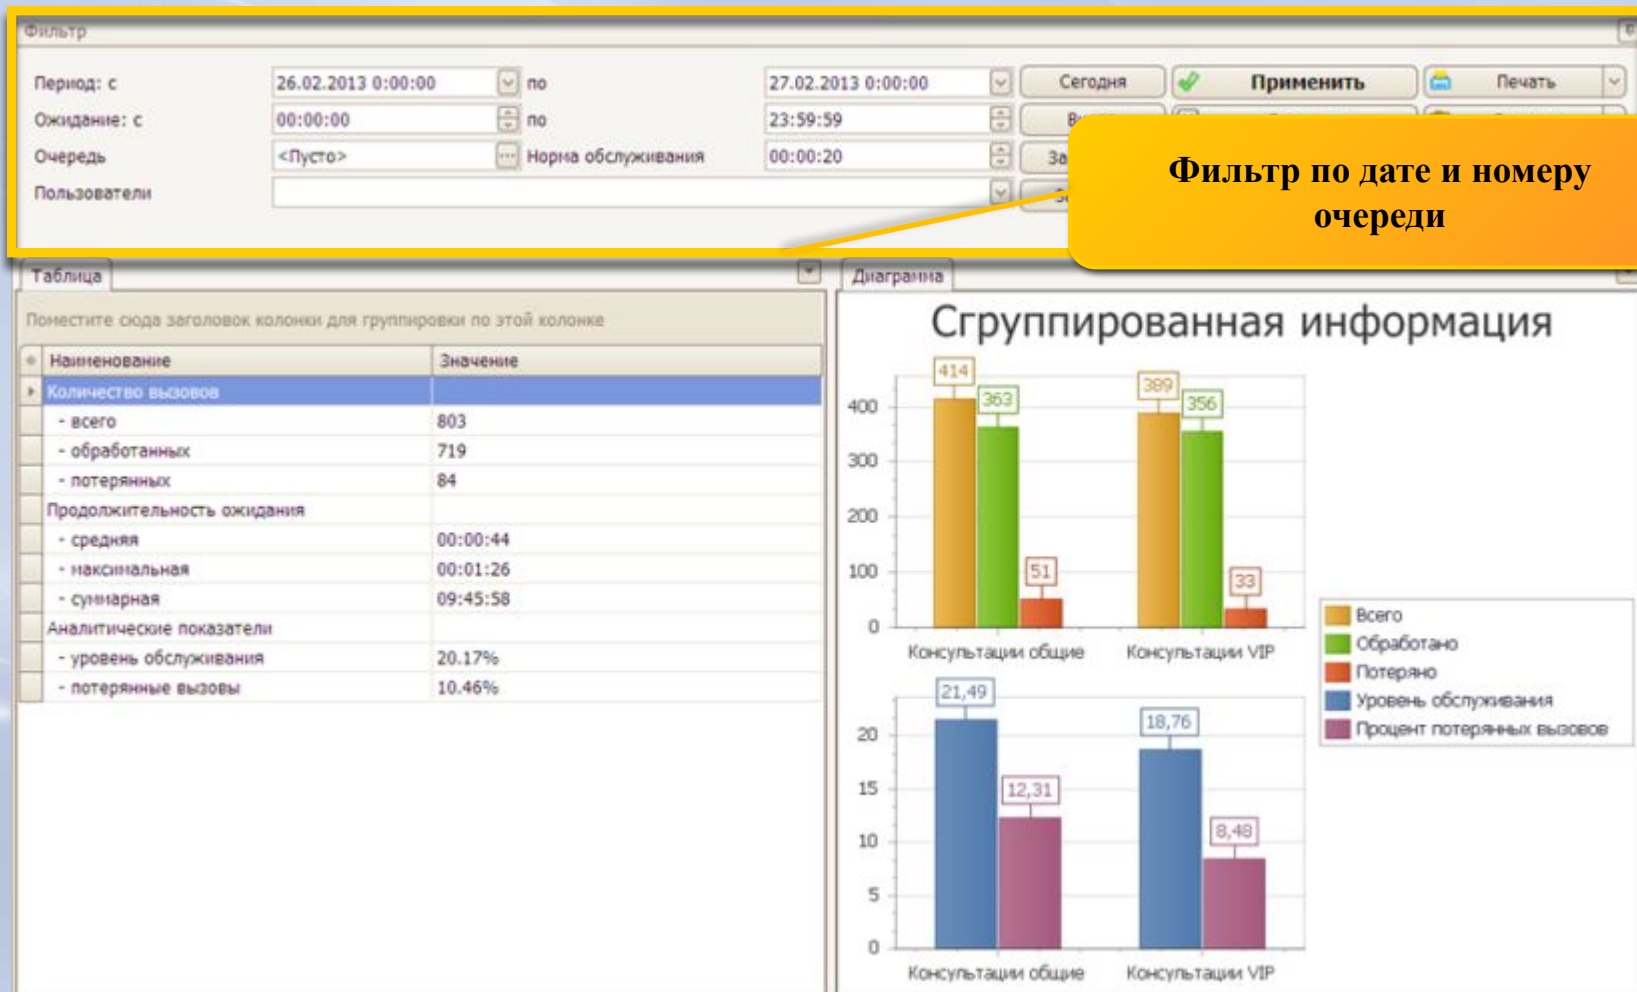 Фильтр
Период: с 26.02.2013 0:00:00 по 27.02.2013 0:00:00 Сегодня Применить Печать
Ожидание: с 00:00:00 по 23:59:59
Очередь <Пусто> Норма обслуживания 00:00:20
Пользователи
Фильтр по дате и номеру
очереди
Таблица
Поместите сюда заголовок колонки для группировки по этой колонке
Наименование Значение
Количество вызовов
- всего 803
- обработанных 719
- потерянных 84
Продолжительность ожидания
- средняя 00:00:44
- максимальная 00:01:26
- суммарная 09:45:58
Аналитические показатели
- уровень обслуживания 20.17%
- потерянные вызовы 10.46%
Диаграмма
Сгруппированная информация
414 363 51 389 356 33
400
300
200
100
0
Консультации общие Консультации VIP
21,49 12,31 18,76 8,48
20
15
10
5
0
Консультации общие Консультации VIP
Всего
Обработано
Потеряно
Уровень обслуживания
Процент потерянных вызовов